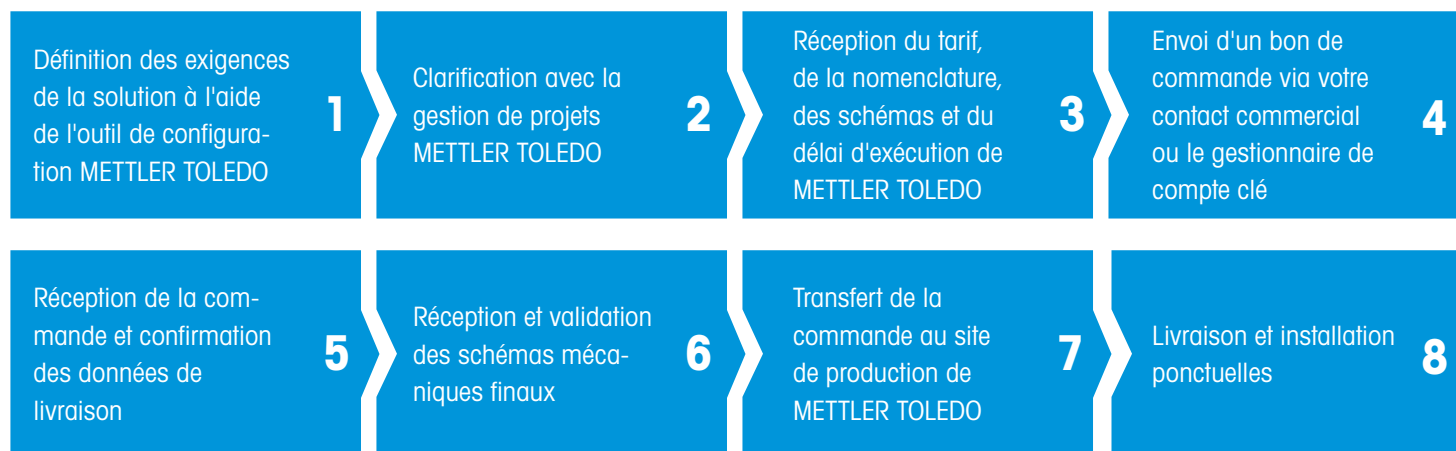 Définition des exigences
de la solution à l'aide
de l'outil de configura-
tion METTLER TOLEDO
1
Clarification avec la
gestion de projets
METTLER TOLEDO
2
Réception du tarif,
de la nomenclature,
des schémas et du
délai d'exécution de
METTLER TOLEDO
3
Envoi d'un bon de
commande via votre
contact commercial
ou le gestionnaire de
compte clé
4
Réception de la com-
mande et confirmation
des données de
livraison
5
Réception et validation
des schémas méca-
niques finaux
6
Transfert de la
commande au site
de production de
METTLER TOLEDO
7
Livraison et installation
ponctuelles
8